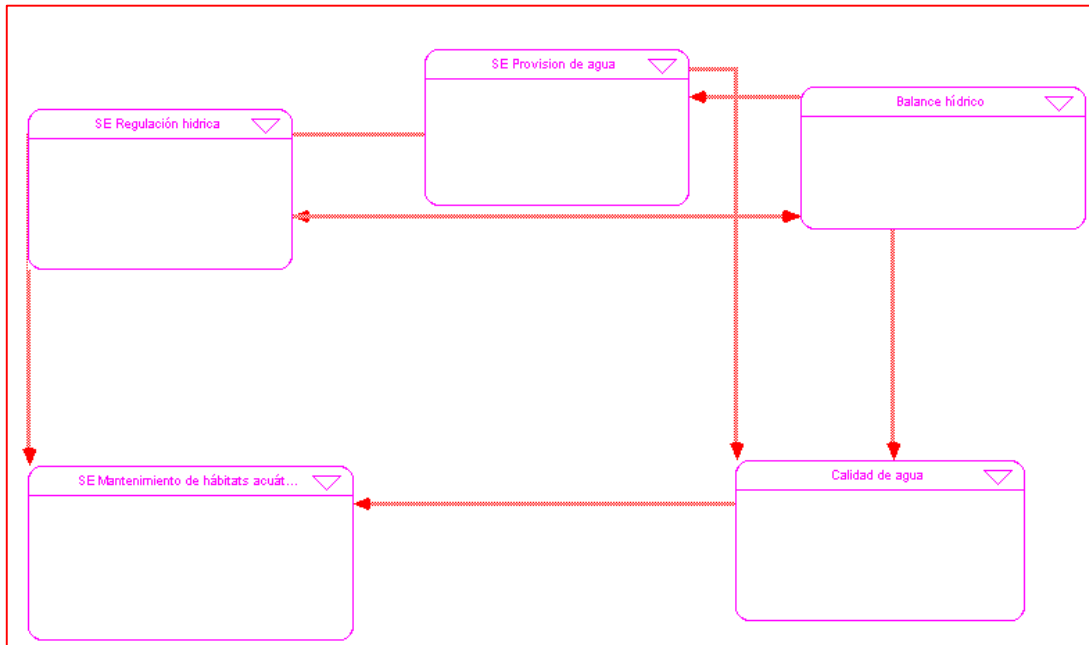 SE Provision de agua
Balance hídrico
SE Regulación hidrica
SE Mantenimiento de hábitats acuát...
Calidad de agua